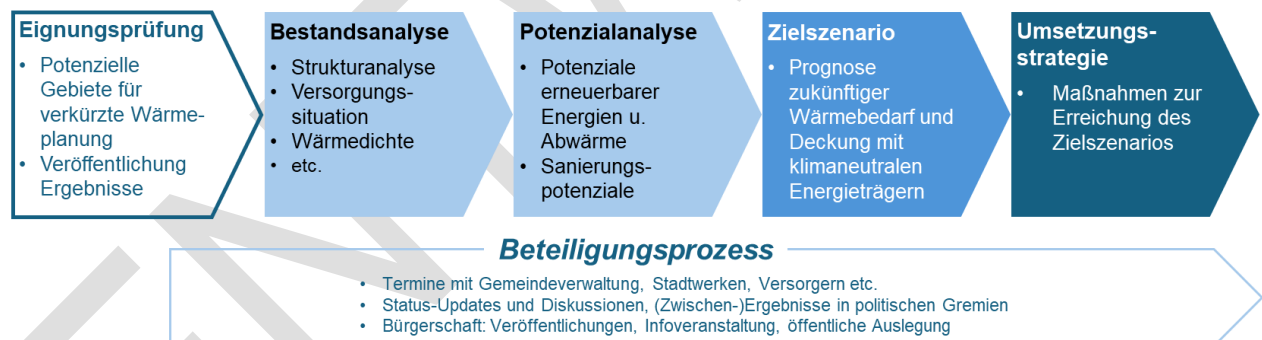 Eignungsprüfung
• Potenzielle
Gebiete für
verkürzte Wärme-
planung
• Veröffentlichung
Ergebnisse
Bestandsanalyse
• Strukturanalyse
• Versorgungs-
situation
• Wärmedichte
• etc.
Potenzialanalyse
• Potenziale
erneuerbarer
Energien u.
Abwärme
• Sanierungs-
potenziale
Zielszenario
• Prognose
zukünftiger
Wärmebedarf und
Deckung mit
klimaneutralen
Energieträgern
Umsetzungs-
strategie
• Maßnahmen zur
Erreichung des
Zielszenarios
Beteiligungsprozess
• Termine mit Gemeindeverwaltung, Stadtwerken, Versorgern etc.
• Status-Updates und Diskussionen, (Zwischen-)Ergebnisse in politischen Gremien
• Bürgerschaft: Veröffentlichungen, Infoveranstaltung, öffentliche Auslegung